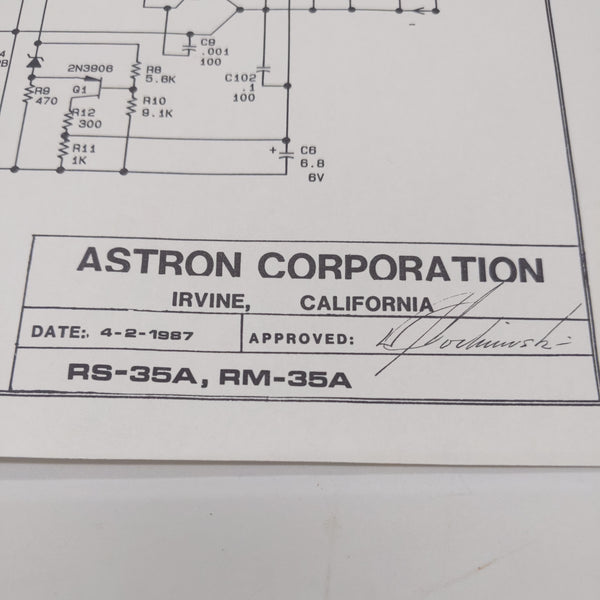 C9
.001
100
2N3906
Q1
R8
5.6K
C102
.1
100
R9
470
R10
9.1K
R12
300
R11
1K
+
C6
6.8
6V
ASTRON CORPORATION
IRVINE, CALIFORNIA
DATE: 4-2-1987
APPROVED:
RS-35A, RM-35A